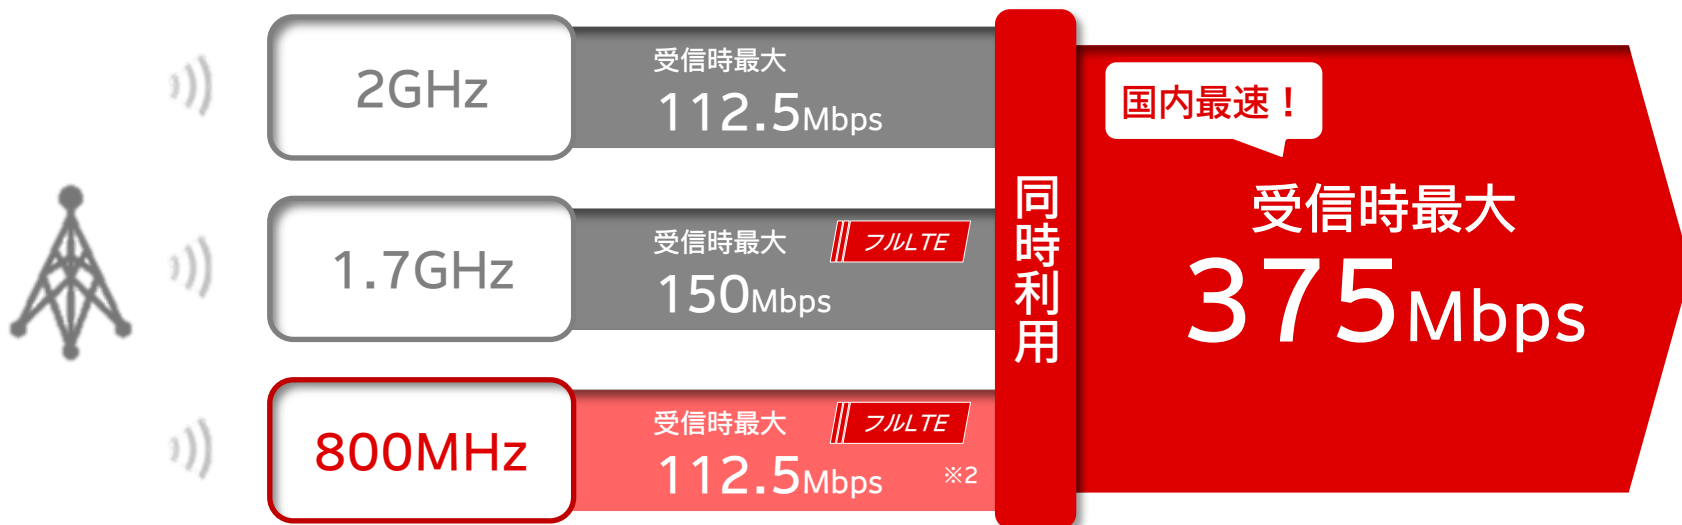 2GHz
受信時最大
112.5Mbps
1.7GHz
受信時最大
フルLTE
150Mbps
800MHz
受信時最大
フルLTE
112.5Mbps
※2
同時利用
国内最速！
受信時最大
375Mbps